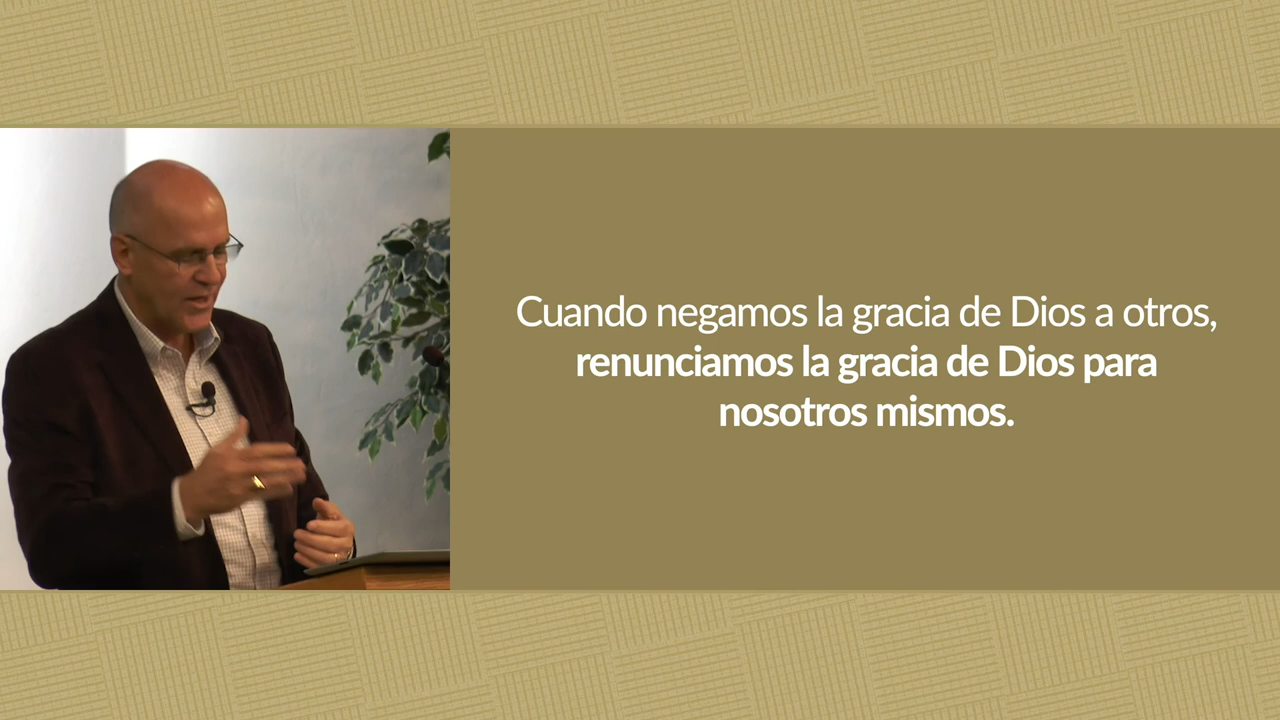 Cuando negamos la gracia de Dios a otros,
renunciamos la gracia de Dios para
nosotros mismos.